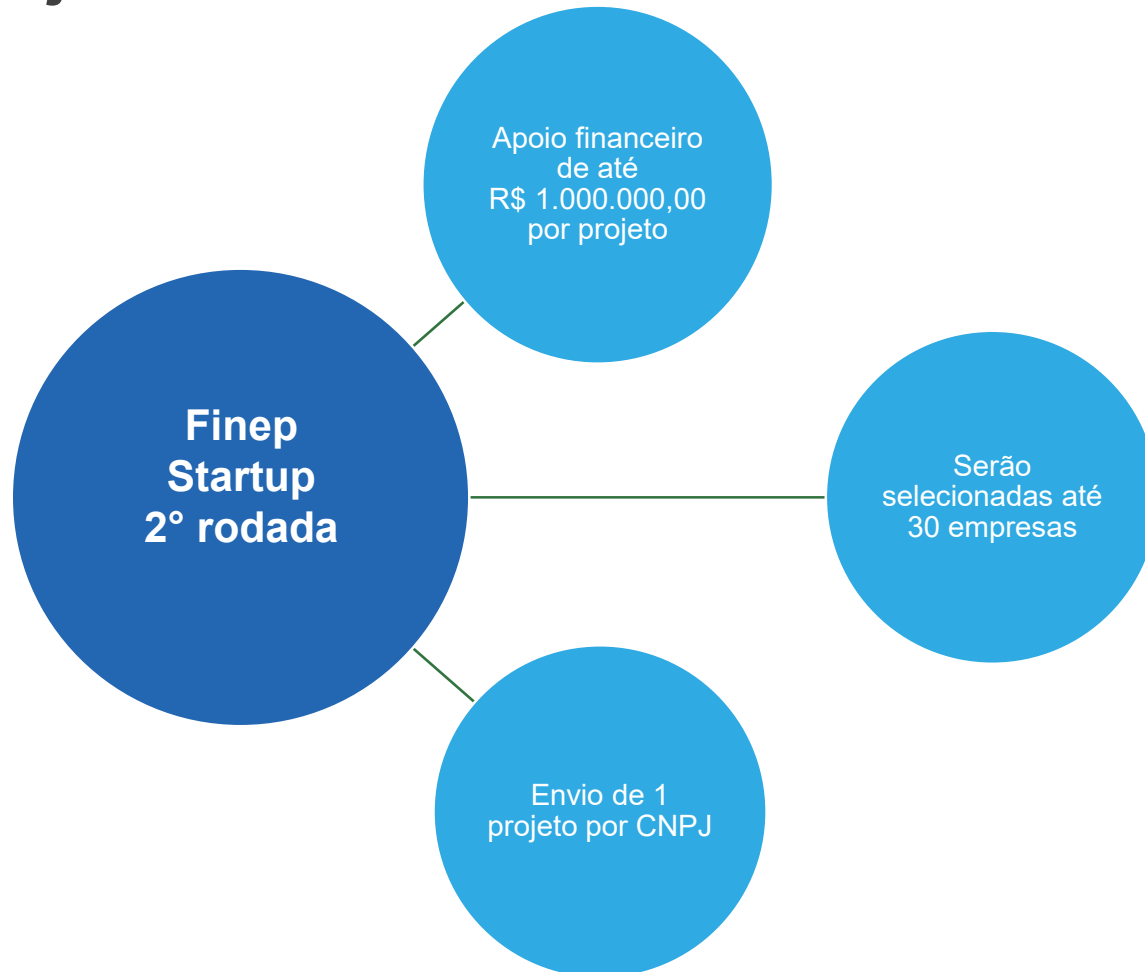 Apoio financeiro
de até
R$ 1.000.000,00
por projeto
Finep
Startup
2° rodada
Serão
selecionadas até
30 empresas
Envio de 1
projeto por CNPJ